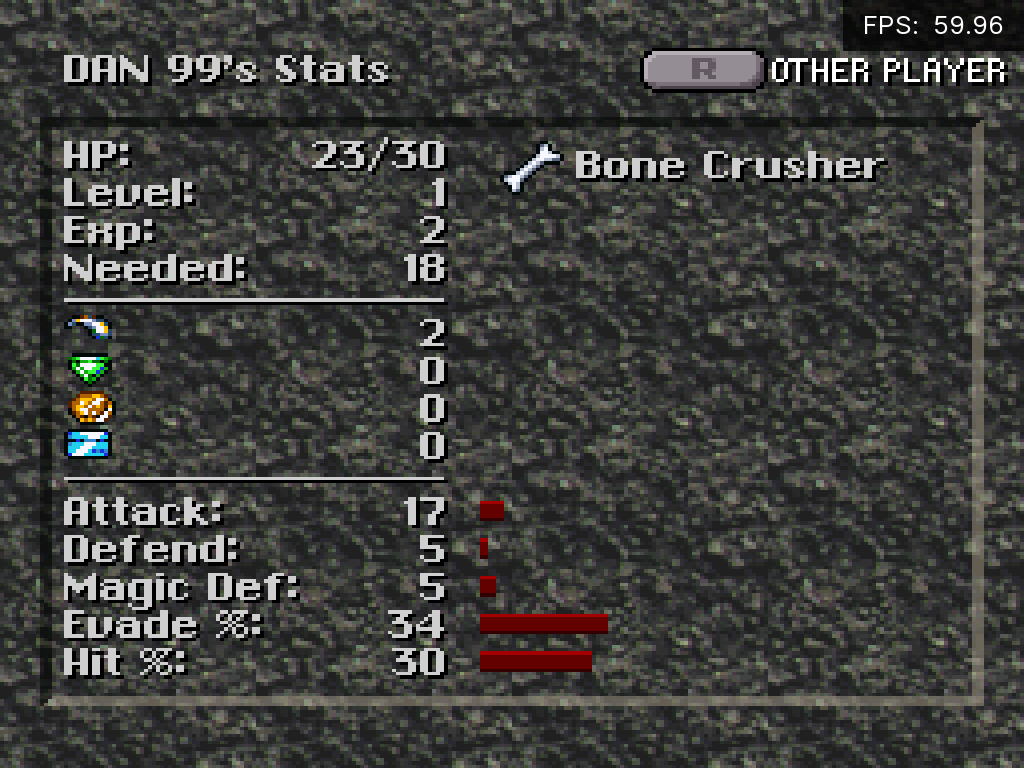 FPS: 59.96
DAN 99's Stats
R OTHER PLAYER
HP: 23/30
Bone Crusher
Level: 1
Exp: 2
Needed: 18
2
0
0
0
Attack: 17
Defend: 5
Magic Def: 5
Evade %: 34
Hit %: 30